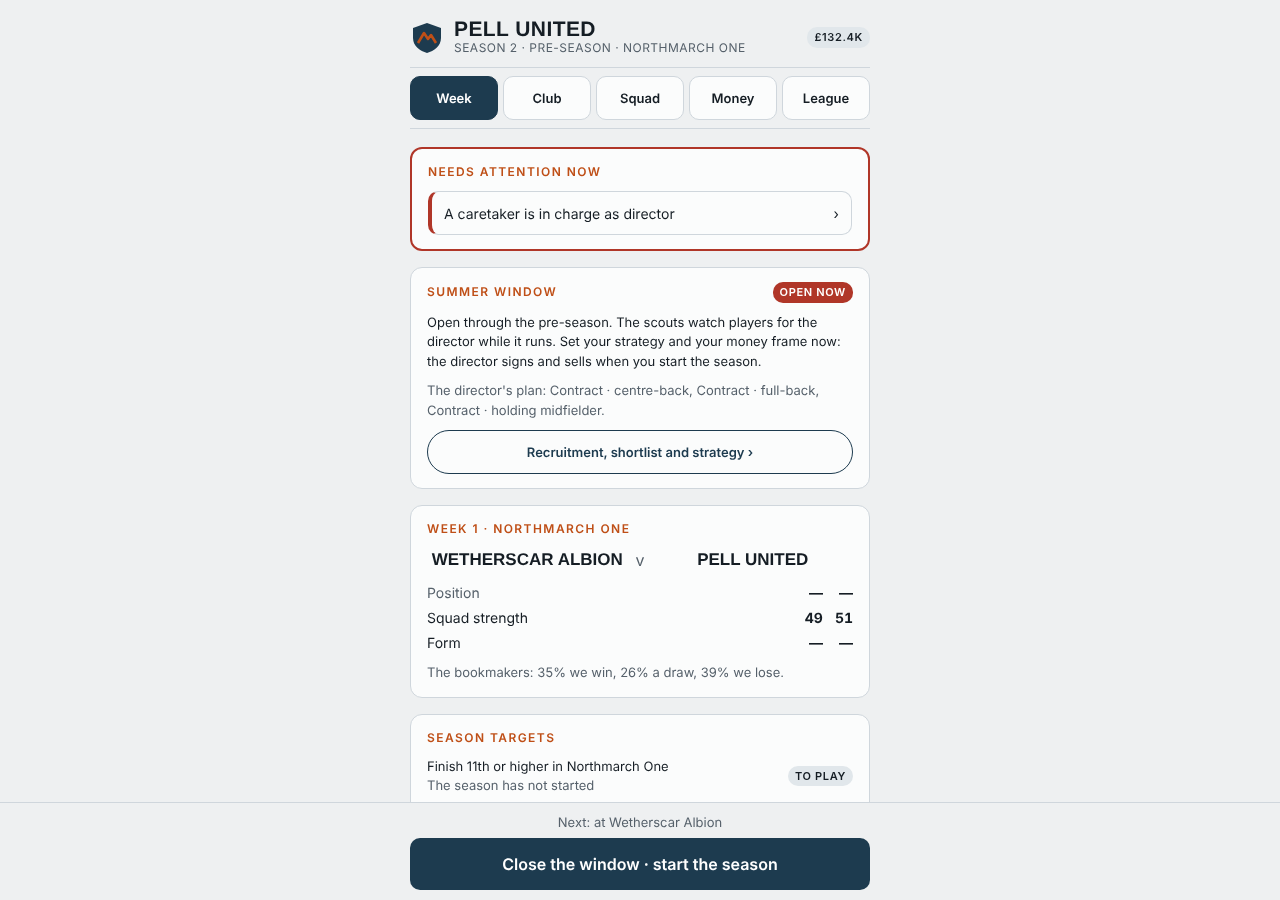 PELL UNITED
SEASON 2 · PRE-SEASON · NORTHMARCH ONE
£132.4K
Week
Club
Squad
Money
League
NEEDS ATTENTION NOW
A caretaker is in charge as director ›
SUMMER WINDOW
OPEN NOW
Open through the pre-season. The scouts watch players for the
director while it runs. Set your strategy and your money frame now:
the director signs and sells when you start the season.
The director's plan: Contract · centre-back, Contract · full-back,
Contract · holding midfielder.
Recruitment, shortlist and strategy ›
WEEK 1 · NORTHMARCH ONE
WETHERSCAR ALBION v PELL UNITED
Position — —
Squad strength 49 51
Form — —
The bookmakers: 35% we win, 26% a draw, 39% we lose.
SEASON TARGETS
Finish 11th or higher in Northmarch One
The season has not started
TO PLAY
Next: at Wetherscar Albion
Close the window · start the season